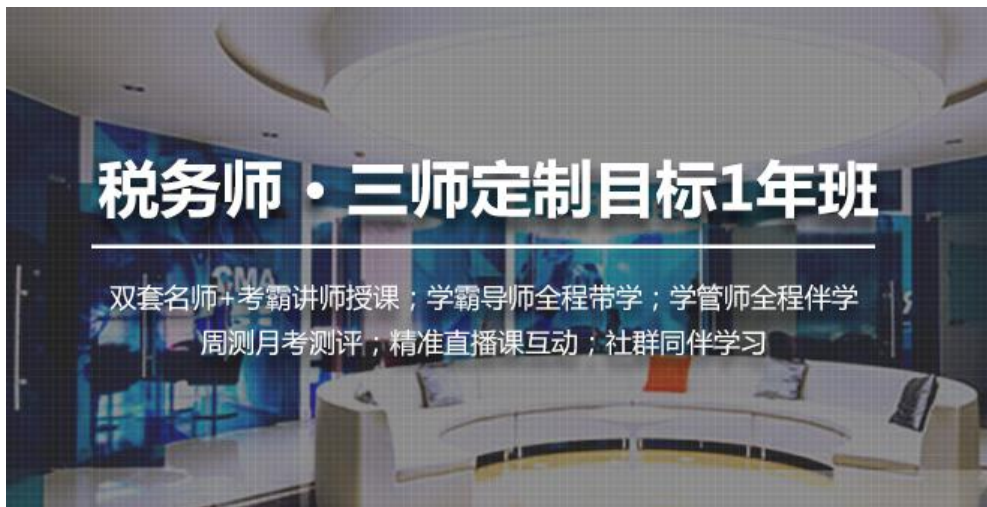 税务师·三师定制目标1年班
CMA
双套名师+考霸讲师授课；学霸导师全程带学；学管师全程伴学
周测月考测评；精准直播课互动；社群同伴学习